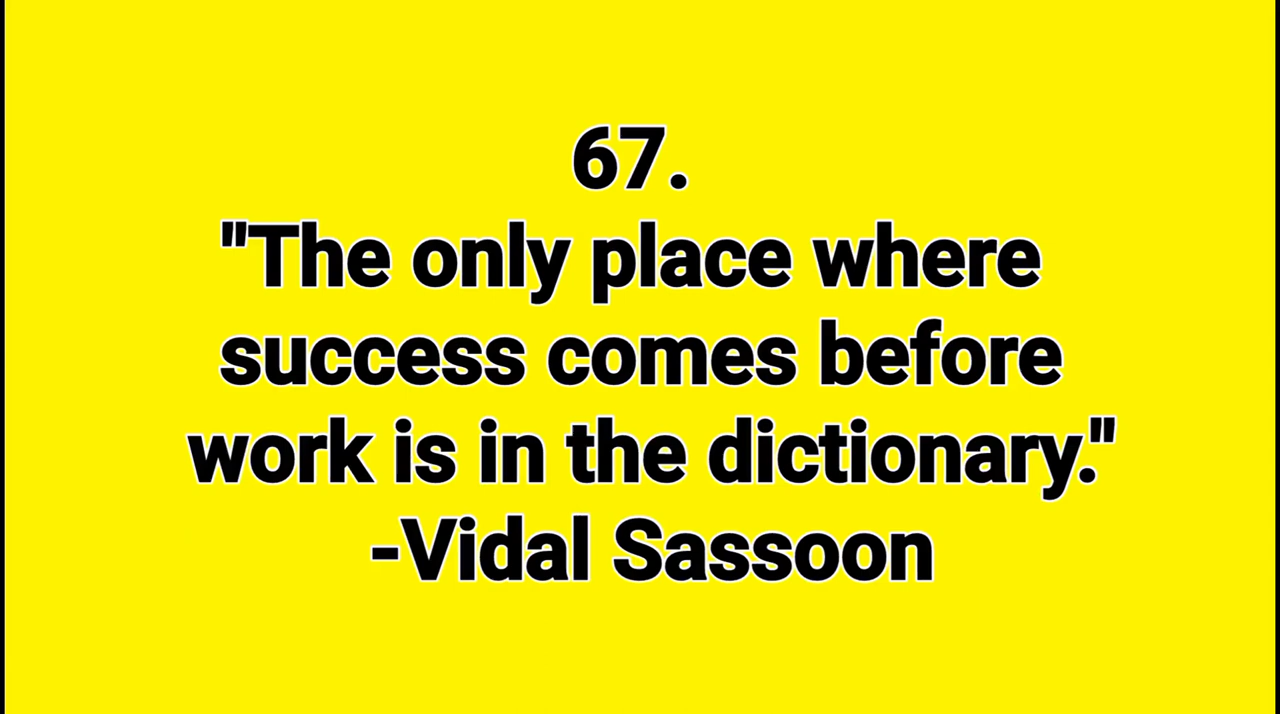 67.
"The only place where
success comes before
work is in the dictionary."
-Vidal Sassoon